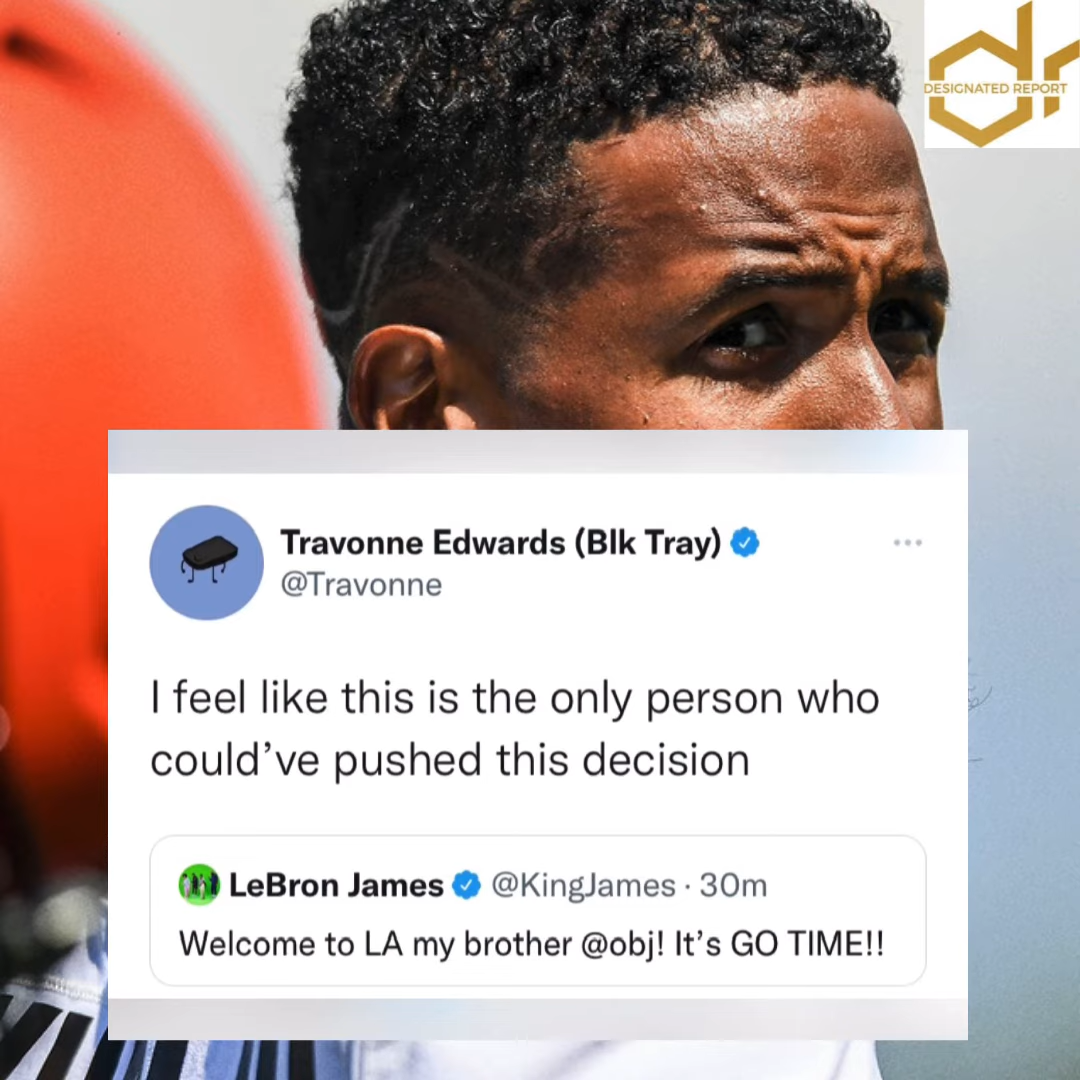 DESIGNATED REPORT
Travonne Edwards (Blk Tray)
@Travonne
I feel like this is the only person who
could’ve pushed this decision
LeBron James @KingJames · 30m
Welcome to LA my brother @obj! It’s GO TIME!!